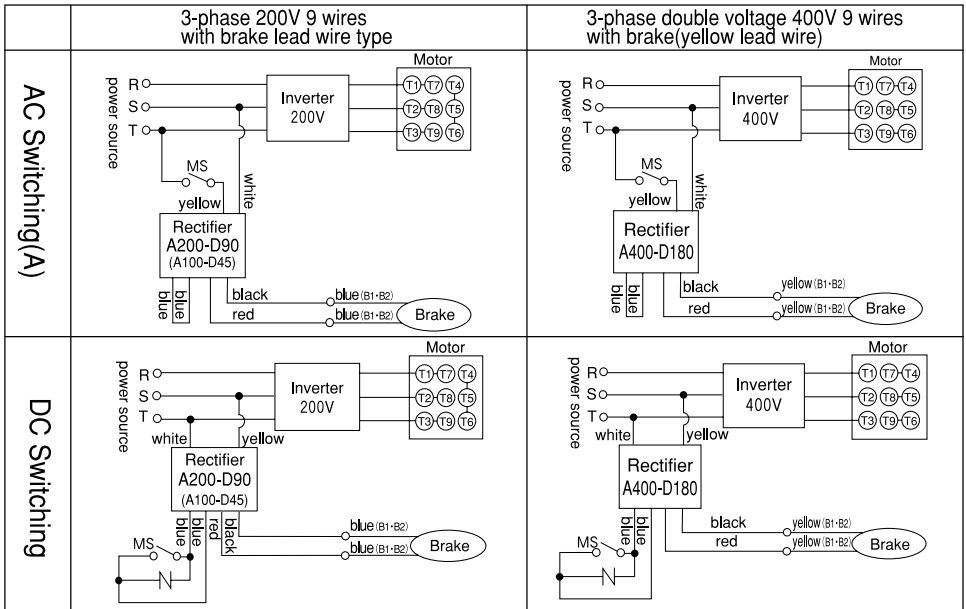 3-phase 200V 9 wires
with brake lead wire type
3-phase double voltage 400V 9 wires
with brake(yellow lead wire)
AC Switching(A)
power source
R
S
T
Inverter
200V
Motor
T1 T7 T4
T2 T8 T5
T3 T9 T6
MS
yellow
white
Rectifier
A200-D90
(A100-D45)
blue
blue
black
red
blue(B1·B2)
blue(B1·B2)
Brake
power source
R
S
T
Inverter
400V
Motor
T1 T7 T4
T2 T8 T5
T3 T9 T6
MS
yellow
white
Rectifier
A400-D180
blue
blue
black
red
yellow(B1·B2)
yellow(B1·B2)
Brake
DC Switching
power source
R
S
T
Inverter
200V
Motor
T1 T7 T4
T2 T8 T5
T3 T9 T6
white
yellow
Rectifier
A200-D90
(A100-D45)
blue
blue
red
black
MS
N
blue(B1·B2)
blue(B1·B2)
Brake
power source
R
S
T
Inverter
400V
Motor
T1 T7 T4
T2 T8 T5
T3 T9 T6
white
yellow
Rectifier
A400-D180
blue
blue
black
red
MS
N
yellow(B1·B2)
yellow(B1·B2)
Brake